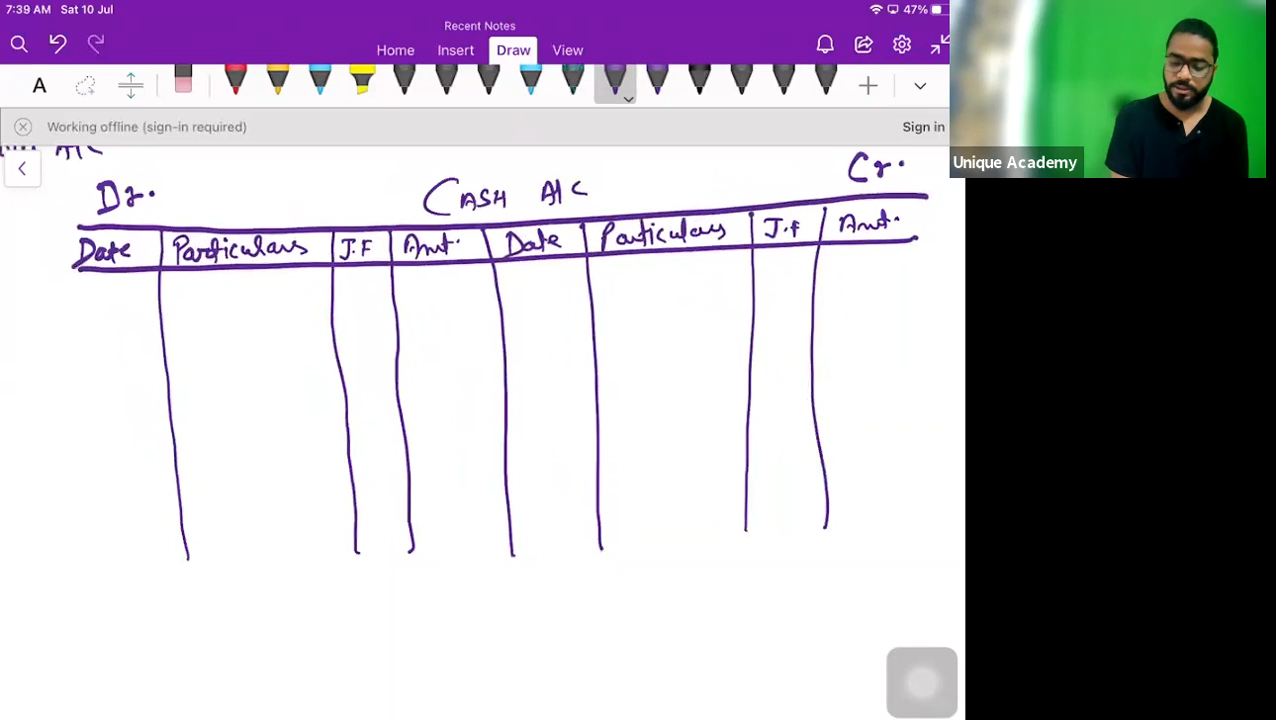 7:39 AM Sat 10 Jul
47%
Recent Notes
Home Insert Draw View
A
Working offline (sign-in required)
Sign in
Unique Academy
A/C
Dr. CASH A/C Cr.
Date Particulars J.F Amt. Date Particulars J.f Amt.